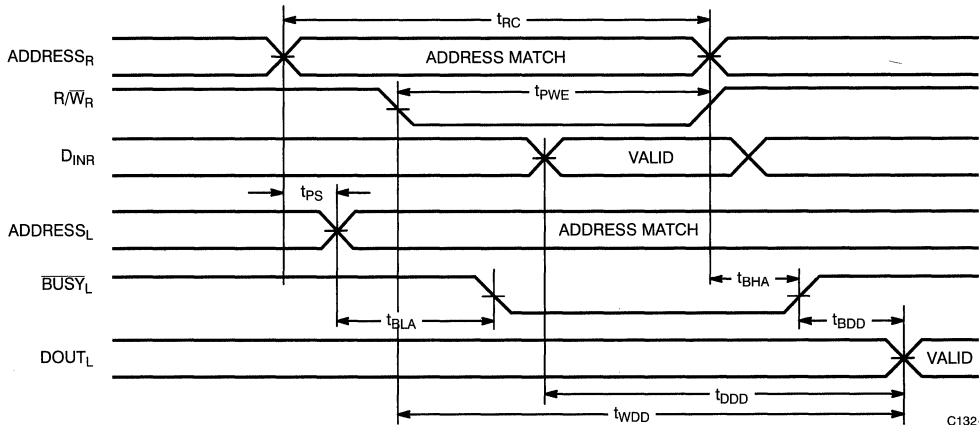 tRC
ADDRESSR
ADDRESS MATCH
R/W̅R
tPWE
DINR
VALID
tPS
ADDRESSL
ADDRESS MATCH
B̅U̅S̅Y̅L
tBHA
tBLA
tBDD
DOUTL
VALID
tDDD
tWDD
C132-